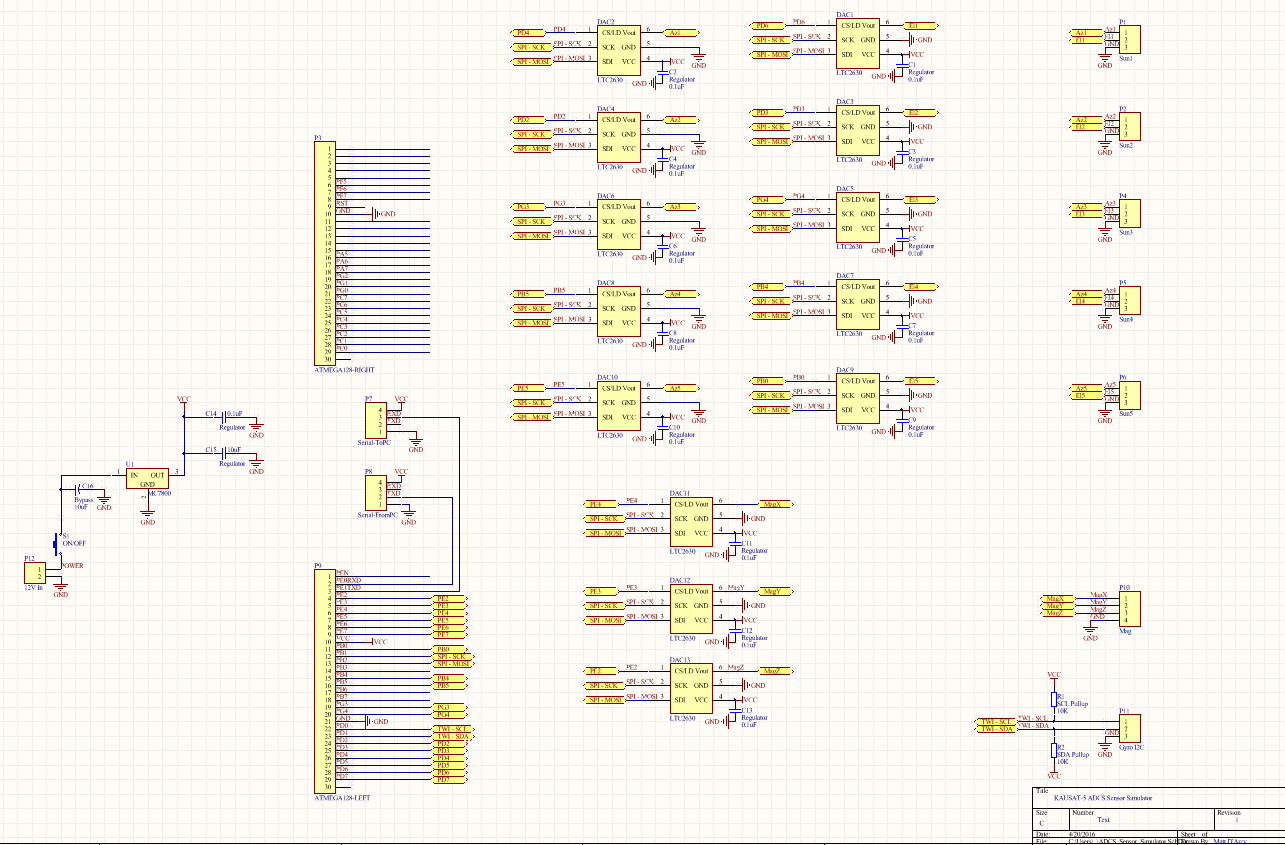 DAC2
PD4 PD4 1 CS/LD Vout 6 Az1
SPI - SCK SPI - SCK 2 SCK GND 5
SPI - MOSI SPI - MOSI 3 SDI VCC 4 VCC
GND
LTC2630
C2
Regulator
0.1uF
GND
DAC1
PD6 PD6 1 CS/LD Vout 6 El1
SPI - SCK SPI - SCK 2 SCK GND 5 GND
SPI - MOSI SPI - MOSI 3 SDI VCC 4 VCC
LTC2630
C1
Regulator
0.1uF
GND
P1
Az1 Az1 1
El1 El1 2
GND 3
GND
Sun1
DAC4
PD2 PD2 1 CS/LD Vout 6 Az2
SPI - SCK SPI - SCK 2 SCK GND 5
SPI - MOSI SPI - MOSI 3 SDI VCC 4 VCC
GND
LTC2630
C4
Regulator
0.1uF
GND
DAC3
PD3 PD3 1 CS/LD Vout 6 El2
SPI - SCK SPI - SCK 2 SCK GND 5 GND
SPI - MOSI SPI - MOSI 3 SDI VCC 4 VCC
LTC2630
C3
Regulator
0.1uF
GND
P2
Az2 Az2 1
El2 El2 2
GND 3
GND
Sun2
DAC6
PG3 PG3 1 CS/LD Vout 6 Az3
SPI - SCK SPI - SCK 2 SCK GND 5
SPI - MOSI SPI - MOSI 3 SDI VCC 4 VCC
GND
LTC2630
C6
Regulator
0.1uF
GND
DAC5
PG4 PG4 1 CS/LD Vout 6 El3
SPI - SCK SPI - SCK 2 SCK GND 5 GND
SPI - MOSI SPI - MOSI 3 SDI VCC 4 VCC
LTC2630
C5
Regulator
0.1uF
GND
P4
Az3 Az3 1
El3 El3 2
GND 3
GND
Sun3
DAC8
PB5 PB5 1 CS/LD Vout 6 Az4
SPI - SCK SPI - SCK 2 SCK GND 5
SPI - MOSI SPI - MOSI 3 SDI VCC 4 VCC
GND
LTC2630
C8
Regulator
0.1uF
GND
DAC7
PB4 PB4 1 CS/LD Vout 6 El4
SPI - SCK SPI - SCK 2 SCK GND 5 GND
SPI - MOSI SPI - MOSI 3 SDI VCC 4 VCC
LTC2630
C7
Regulator
0.1uF
GND
P5
Az4 Az4 1
El4 El4 2
GND 3
GND
Sun4
DAC10
PE5 PE5 1 CS/LD Vout 6 Az5
SPI - SCK SPI - SCK 2 SCK GND 5
SPI - MOSI SPI - MOSI 3 SDI VCC 4 VCC
GND
LTC2630
C10
Regulator
0.1uF
GND
DAC9
PB0 PB0 1 CS/LD Vout 6 El5
SPI - SCK SPI - SCK 2 SCK GND 5 GND
SPI - MOSI SPI - MOSI 3 SDI VCC 4 VCC
LTC2630
C9
Regulator
0.1uF
GND
P6
Az5 Az5 1
El5 El5 2
GND 3
GND
Sun5
P3
1
2
3
4
5
6 PE5
7 PE6
8 PE7
9 RST
10 GND GND
11
12
13
14
15
16 PA5
17 PA6
18 PA7
19 PG2
20 PG1
21 PG0
22 PC7
23 PC6
24 PC5
25 PC4
26 PC3
27 PC2
28 PC1
29 PC0
30
ATMEGA128-RIGHT
VCC
C14 0.1uF
Regulator
GND
C15 10uF
Regulator
GND
U1
1 IN OUT 3
GND
2
MC7800
GND
C16
Bypass
10uF
GND
S1
ON/OFF
P12
POWER
1
2
12V In
GND
P7
VCC
4
3 RXD
2 TXD
1
Serial-ToPC
GND
P8
VCC
4
3 RXD
2 TXD
1
Serial-FromPC
GND
P9
1 PEN
2 PE0RXD
3 PE1TXD
4 PE2 PE2
5 PE3 PE3
6 PE4 PE4
7 PE5 PE5
8 PE6 PE6
9 PE7 PE7
10 VCC VCC
11 PB0 PB0
12 PB1 SPI - SCK
13 PB2 SPI - MOSI
14 PB3
15 PB4 PB4
16 PB5 PB5
17 PB6
18 PB7
19 PG3 PG3
20 PG4 PG4
21 GND GND
22 PD0 TWI - SCL
23 PD1 TWI - SDA
24 PD2 PD2
25 PD3 PD3
26 PD4 PD4
27 PD5 PD5
28 PD6 PD6
29 PD7 PD7
30
ATMEGA128-LEFT
DAC11
PE4 PE4 1 CS/LD Vout 6 MagX
SPI - SCK SPI - SCK 2 SCK GND 5 GND
SPI - MOSI SPI - MOSI 3 SDI VCC 4 VCC
LTC2630
C11
Regulator
0.1uF
GND
DAC12
PE3 PE3 1 CS/LD Vout 6 MagY MagY
SPI - SCK SPI - SCK 2 SCK GND 5 GND
SPI - MOSI SPI - MOSI 3 SDI VCC 4 VCC
LTC2630
C12
Regulator
0.1uF
GND
DAC13
PE2 PE2 1 CS/LD Vout 6 MagZ MagZ
SPI - SCK SPI - SCK 2 SCK GND 5 GND
SPI - MOSI SPI - MOSI 3 SDI VCC 4 VCC
LTC2630
C13
Regulator
0.1uF
GND
P10
MagX MagX 1
MagY MagY 2
MagZ MagZ 3
GND 4
GND
Mag
VCC
R1
SCL Pullup
10K
P11
TWI - SCL TWI - SCL 1
TWI - SDA TWI - SDA 2
GND 3
GND
Gyro I2C
R2
SDA Pullup
10K
VCC
Title
KAUSAT-5 ADCS Sensor Simulator
Size Number Revision
C Test 1
Date: 4/20/2016 Sheet of
File: Drawn By: Matt D'Arcy